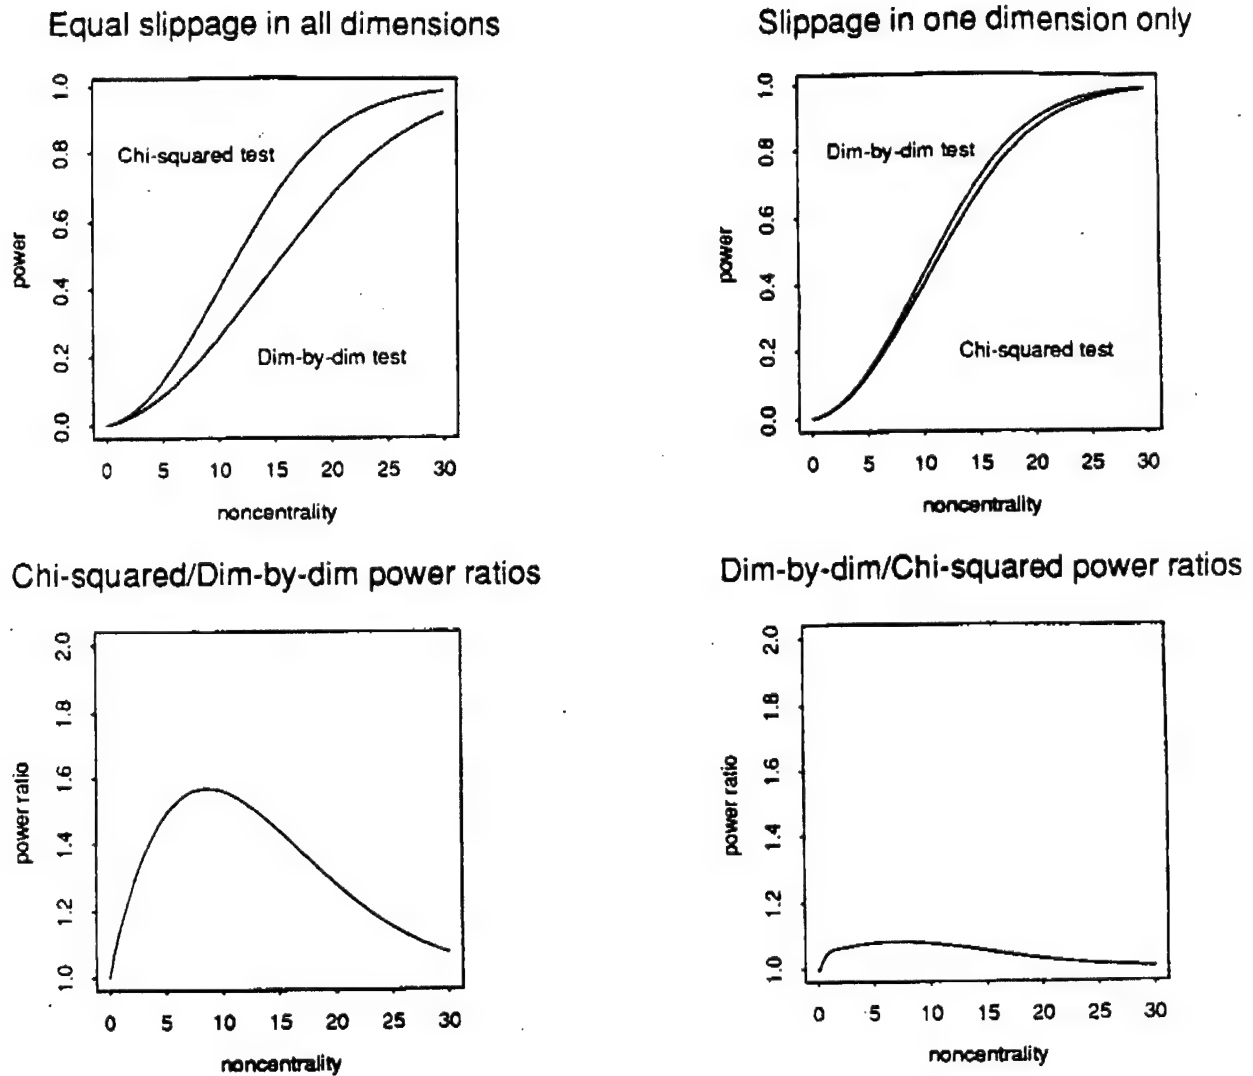 Equal slippage in all dimensions
1.0
0.8
0.6
0.4
0.2
0.0
power
Chi-squared test
Dim-by-dim test
0 5 10 15 20 25 30
noncentrality
Slippage in one dimension only
1.0
0.8
0.6
0.4
0.2
0.0
power
Dim-by-dim test
Chi-squared test
0 5 10 15 20 25 30
noncentrality
Chi-squared/Dim-by-dim power ratios
2.0
1.8
1.6
1.4
1.2
1.0
power ratio
0 5 10 15 20 25 30
noncentrality
Dim-by-dim/Chi-squared power ratios
2.0
1.8
1.6
1.4
1.2
1.0
power ratio
0 5 10 15 20 25 30
noncentrality